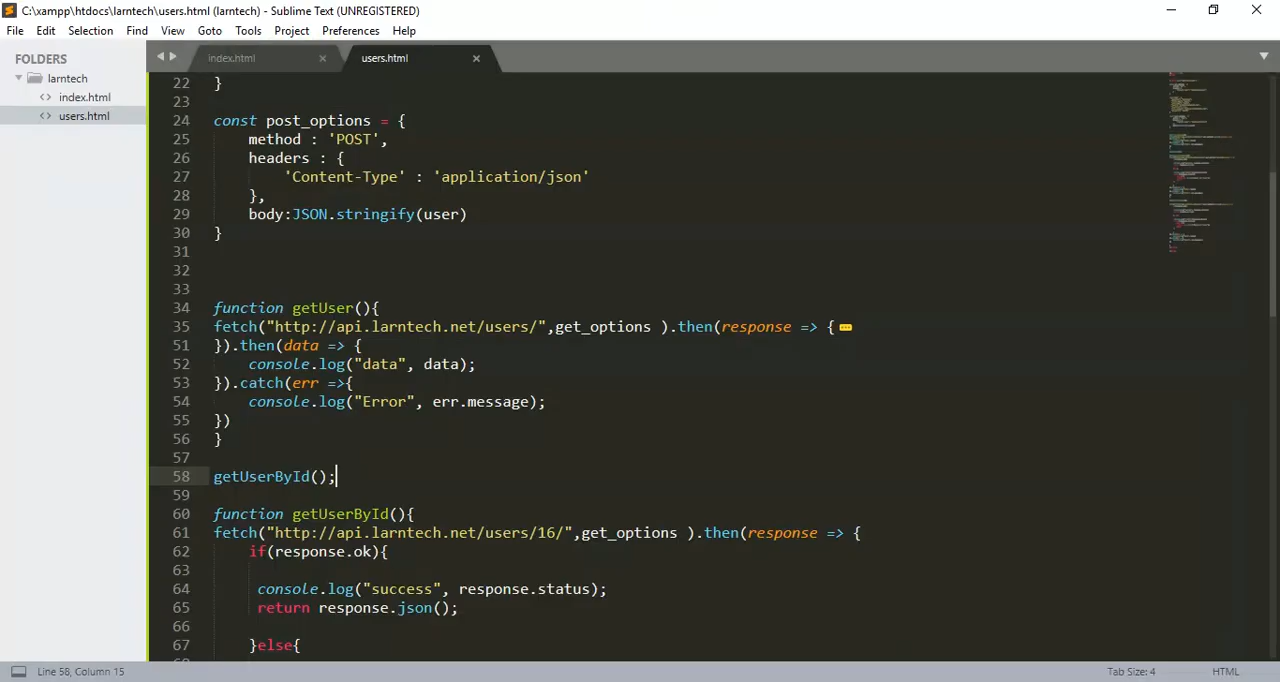 C:\xampp\htdocs\larntech\users.html (larntech) - Sublime Text (UNREGISTERED)
File Edit Selection Find View Goto Tools Project Preferences Help
FOLDERS
larntech
<> index.html
<> users.html
index.html × users.html ×
22 }
23
24 const post_options = {
25 method : 'POST',
26 headers : {
27 'Content-Type' : 'application/json'
28 },
29 body:JSON.stringify(user)
30 }
31
32
33
34 function getUser(){
35 fetch("http://api.larntech.net/users/",get_options ).then(response => {
51 }).then(data => {
52 console.log("data", data);
53 }).catch(err =>{
54 console.log("Error", err.message);
55 })
56 }
57
58 getUserById();
59
60 function getUserById(){
61 fetch("http://api.larntech.net/users/16/",get_options ).then(response => {
62 if(response.ok){
63
64 console.log("success", response.status);
65 return response.json();
66
67 }else{
Line 58, Column 15 Tab Size: 4 HTML